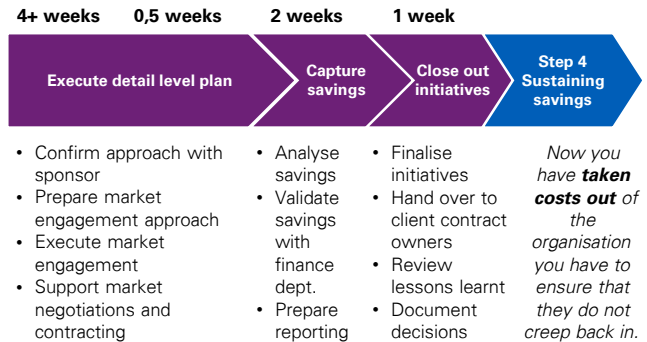 4+ weeks 0,5 weeks 2 weeks 1 week
Execute detail level plan
Capture
savings
Close out
initiatives
Step 4
Sustaining
savings
• Confirm approach with
sponsor
• Prepare market
engagement approach
• Execute market
engagement
• Support market
negotiations and
contracting
• Analyse
savings
• Validate
savings
with
finance
dept.
• Prepare
reporting
• Finalise
initiatives
• Hand over to
client contract
owners
• Review
lessons learnt
• Document
decisions
Now you
have taken
costs out of
the
organisation
you have to
ensure that
they do not
creep back in.